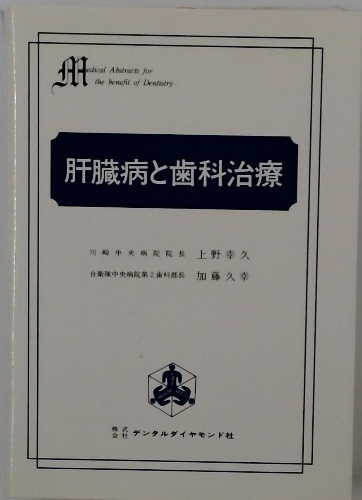 Medical Abstracts for
the benefit of Dentistry
肝臓病と歯科治療
川崎中央病院院長 上野幸久
自衛隊中央病院第2歯科部長 加藤久幸
株式会社 デンタルダイヤモンド社